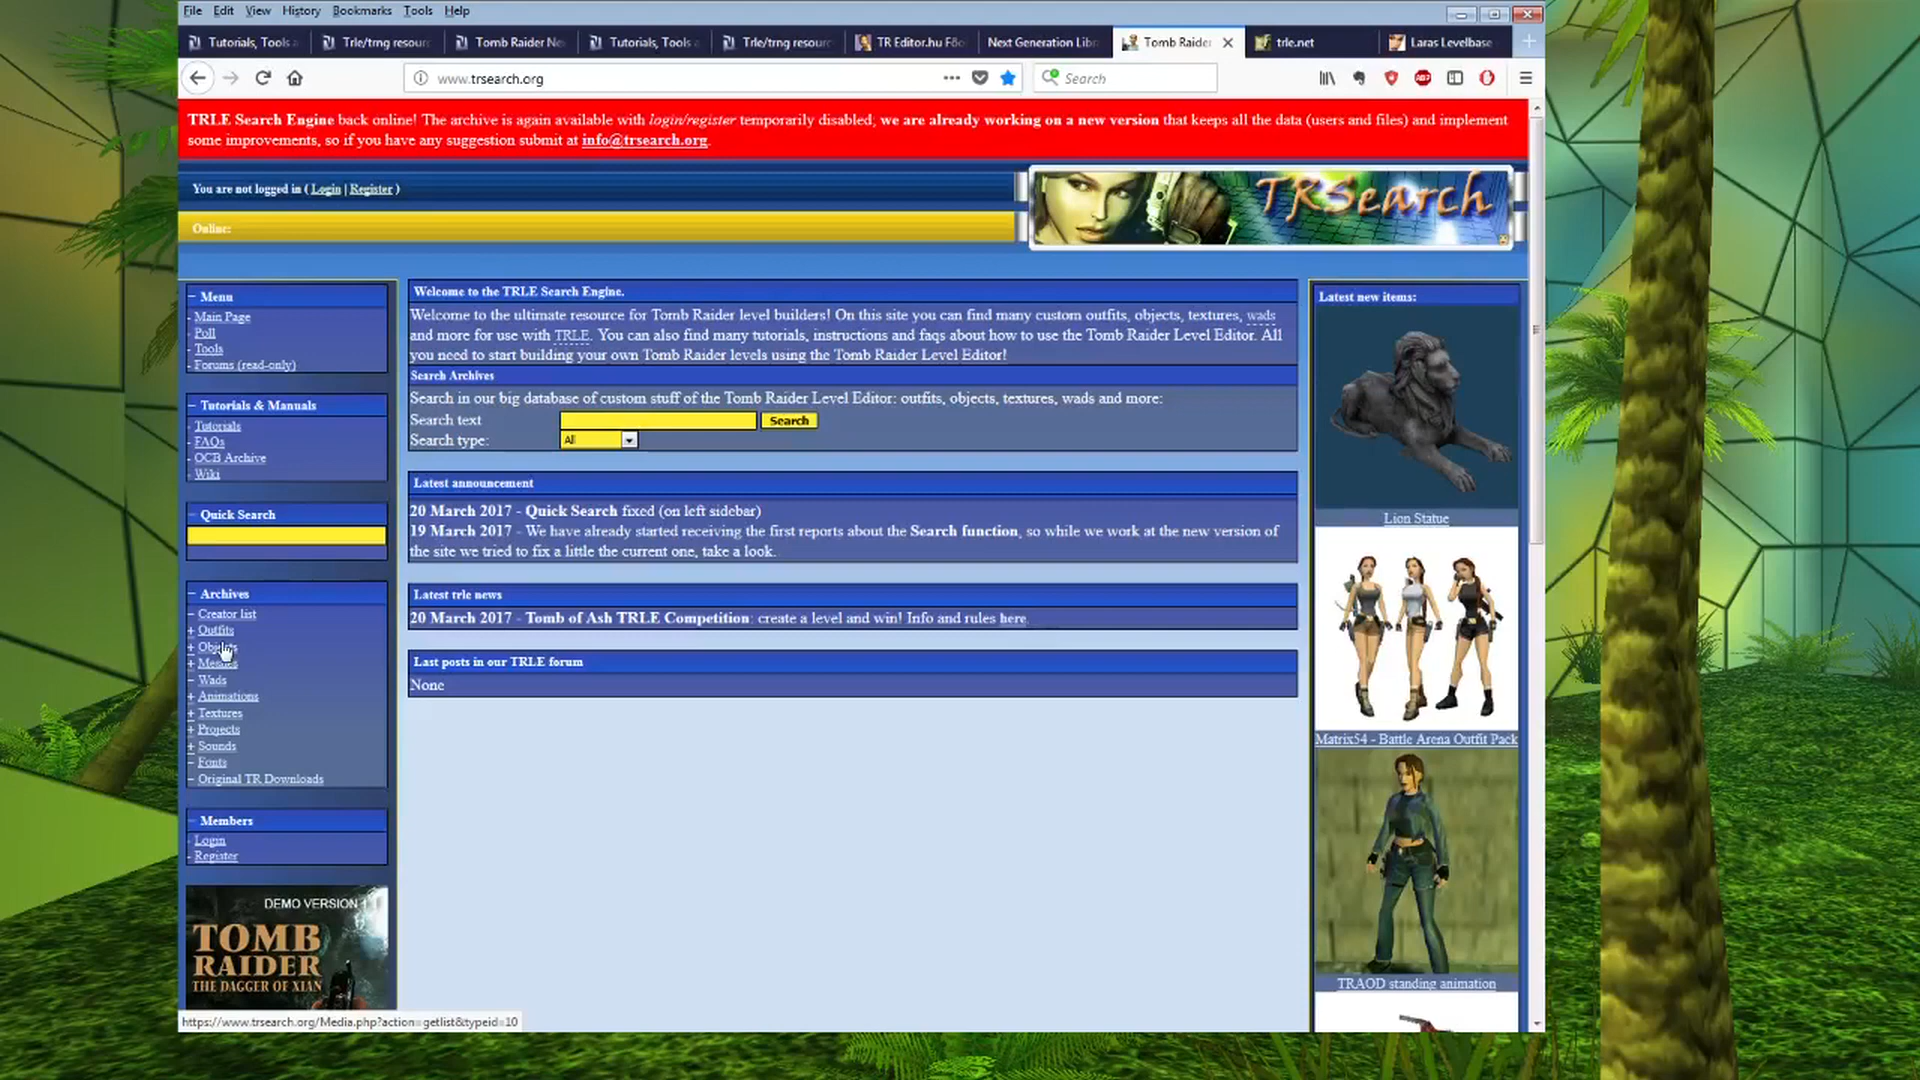 File Edit View History Bookmarks Tools Help
Tutorials, Tools a
Trle/trng resour
Tomb Raider Ne
Tutorials, Tools a
Trle/trng resour
TR Editor.hu Fő
Next Generation Lib
Tomb Raider
trle.net
Laras Levelbase
www.trsearch.org
Search
TRLE Search Engine back online! The archive is again available with login/register temporarily disabled; we are already working on a new version that keeps all the data (users and files) and implement
some improvements, so if you have any suggestion submit at info@trsearch.org.
You are not logged in ( Login | Register )
TRSearch
Online:
Menu
- Main Page
- Poll
- Tools
- Forums (read-only)
Tutorials & Manuals
- Tutorials
- FAQs
- OCB Archive
- Wiki
Quick Search
Archives
Creator list
+ Outfits
+ Objects
+ Meshes
Wads
+ Animations
+ Textures
+ Projects
+ Sounds
Fonts
Original TR Downloads
Members
- Login
- Register
DEMO VERSION 1.1
TOMB
RAIDER
THE DAGGER OF XIAN
Welcome to the TRLE Search Engine.
Welcome to the ultimate resource for Tomb Raider level builders! On this site you can find many custom outfits, objects, textures, wads
and more for use with TRLE. You can also find many tutorials, instructions and faqs about how to use the Tomb Raider Level Editor. All
you need to start building your own Tomb Raider levels using the Tomb Raider Level Editor!
Search Archives
Search in our big database of custom stuff of the Tomb Raider Level Editor: outfits, objects, textures, wads and more:
Search text
Search
Search type:
All
Latest announcement
20 March 2017 - Quick Search fixed (on left sidebar)
19 March 2017 - We have already started receiving the first reports about the Search function, so while we work at the new version of
the site we tried to fix a little the current one, take a look.
Latest trle news
20 March 2017 - Tomb of Ash TRLE Competition: create a level and win! Info and rules here.
Last posts in our TRLE forum
None
Latest new items:
Lion Statue
Matrix54 - Battle Arena Outfit Pack
TRAOD standing animation
https://www.trsearch.org/Media.php?action=getlist&typeid=10